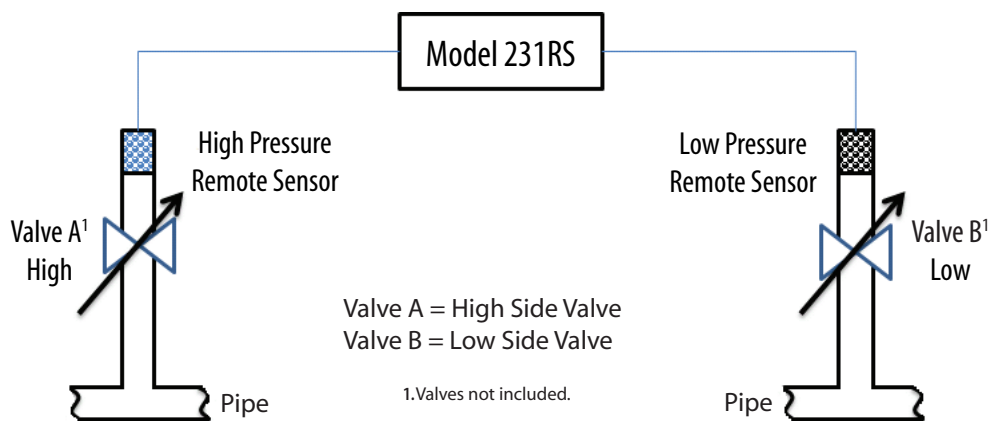 Model 231RS
High Pressure
Remote Sensor
Low Pressure
Remote Sensor
Valve A¹
High
Valve B¹
Low
Valve A = High Side Valve
Valve B = Low Side Valve
1.Valves not included.
Pipe
Pipe